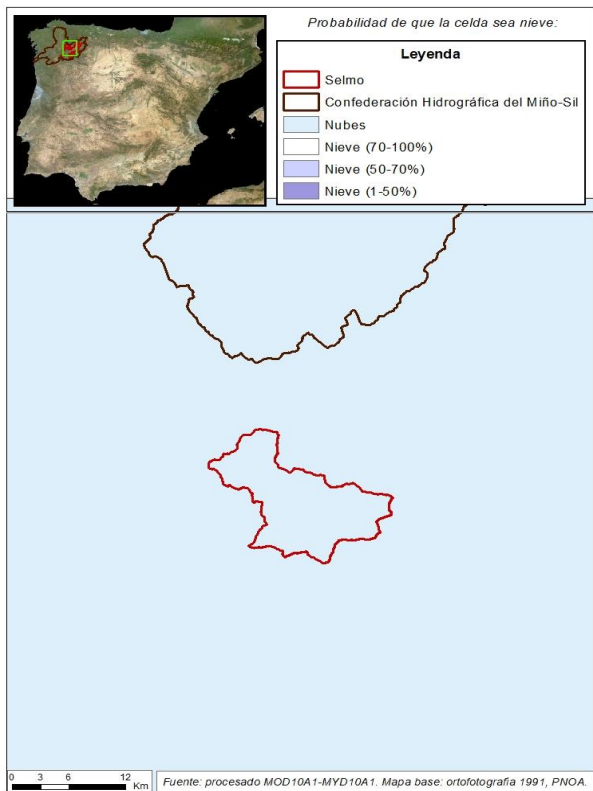 Probabilidad de que la celda sea nieve:
Leyenda
Selmo
Confederación Hidrográfica del Miño-Sil
Nubes
Nieve (70-100%)
Nieve (50-70%)
Nieve (1-50%)
0 3 6 12
Km
Fuente: procesado MOD10A1-MYD10A1. Mapa base: ortofotografía 1991, PNOA.